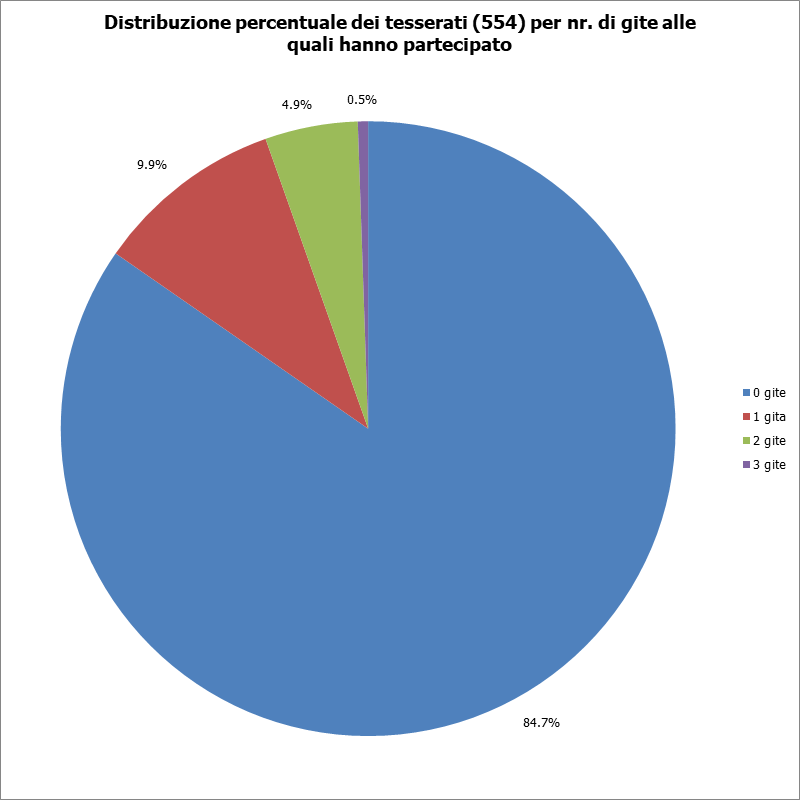 Distribuzione percentuale dei tesserati (554) per nr. di gite alle
quali hanno partecipato
0.5%
4.9%
9.9%
0 gite
1 gita
2 gite
3 gite
84.7%